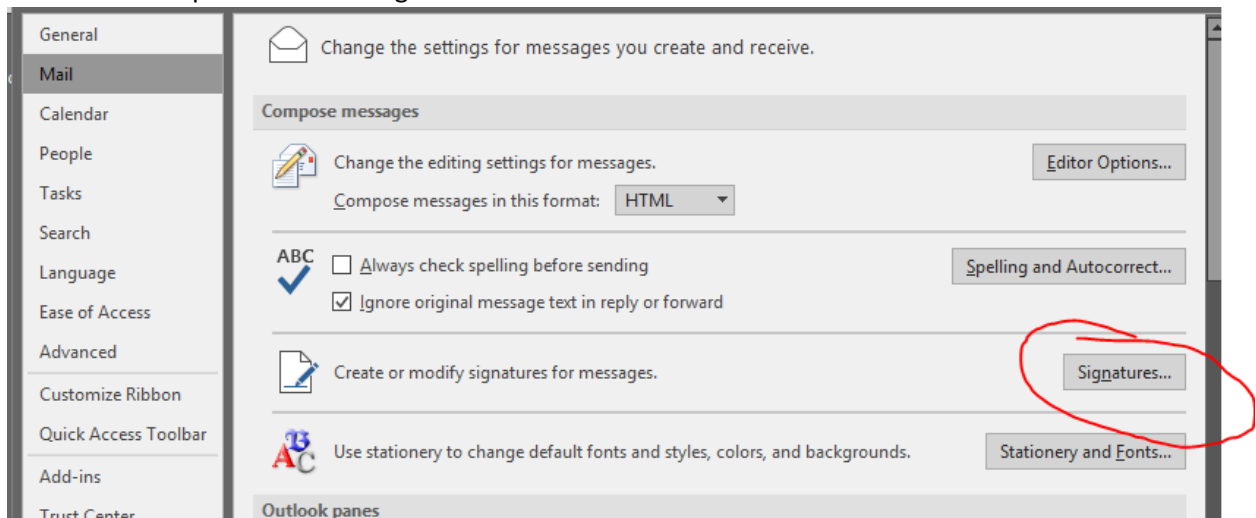 General
Mail
Calendar
People
Tasks
Search
Language
Ease of Access
Advanced
Customize Ribbon
Quick Access Toolbar
Add-ins
Trust Center
Change the settings for messages you create and receive.
Compose messages
Change the editing settings for messages.
Editor Options...
Compose messages in this format: HTML
ABC
Always check spelling before sending
Spelling and Autocorrect...
Ignore original message text in reply or forward
Create or modify signatures for messages.
Signatures...
Use stationery to change default fonts and styles, colors, and backgrounds.
Stationery and Fonts...
Outlook panes